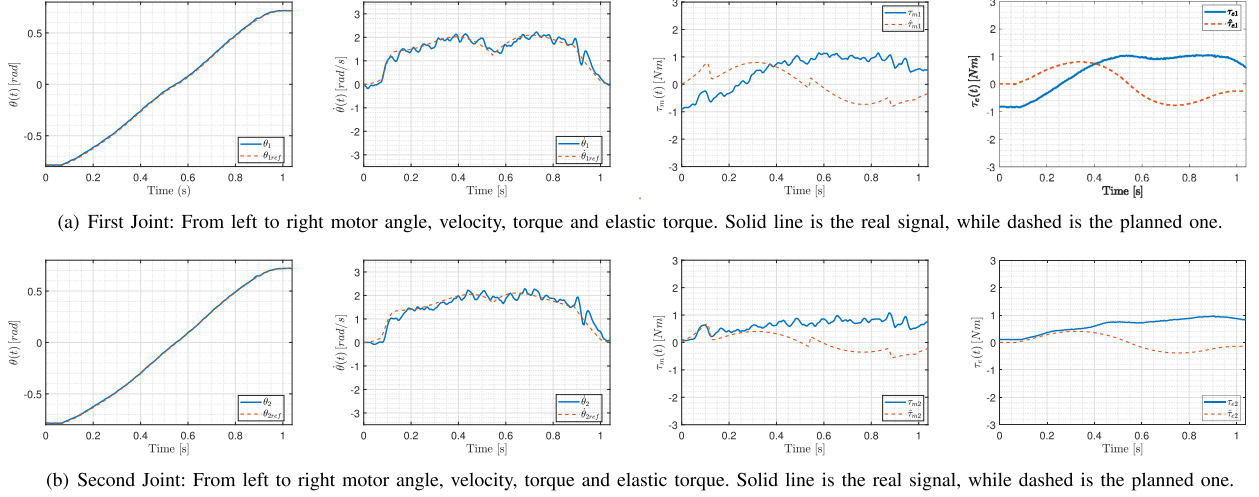 0.5
0
-0.5
θ(t) [rad]
θ₁
θ₁ref
0 0.2 0.4 0.6 0.8 1
Time (s)
3
2
1
0
-1
-2
-3
θ̇(t) [rad/s]
θ̇₁
θ̇₁ref
0 0.2 0.4 0.6 0.8 1
Time [s]
3
2
1
0
-1
-2
-3
τₘ(t) [Nm]
τₘ₁
τ̂ₘ₁
0 0.2 0.4 0.6 0.8 1
Time [s]
3
2
1
0
-1
-2
-3
τₑ(t) [Nm]
τₑ₁
τ̂ₑ₁
0 0.2 0.4 0.6 0.8 1
Time [s]
(a) First Joint: From left to right motor angle, velocity, torque and elastic torque. Solid line is the real signal, while dashed is the planned one.
0.5
0
-0.5
θ(t) [rad]
θ₂
θ₂ref
0 0.2 0.4 0.6 0.8 1
Time [s]
3
2
1
0
-1
-2
-3
θ̇(t) [rad/s]
θ̇₂
θ̇₂ref
0 0.2 0.4 0.6 0.8 1
Time [s]
3
2
1
0
-1
-2
-3
τₘ(t) [Nm]
τₘ₂
τ̂ₘ₂
0 0.2 0.4 0.6 0.8 1
Time [s]
3
2
1
0
-1
-2
-3
τₑ(t) [Nm]
τₑ₂
τ̂ₑ₂
0 0.2 0.4 0.6 0.8 1
Time [s]
(b) Second Joint: From left to right motor angle, velocity, torque and elastic torque. Solid line is the real signal, while dashed is the planned one.